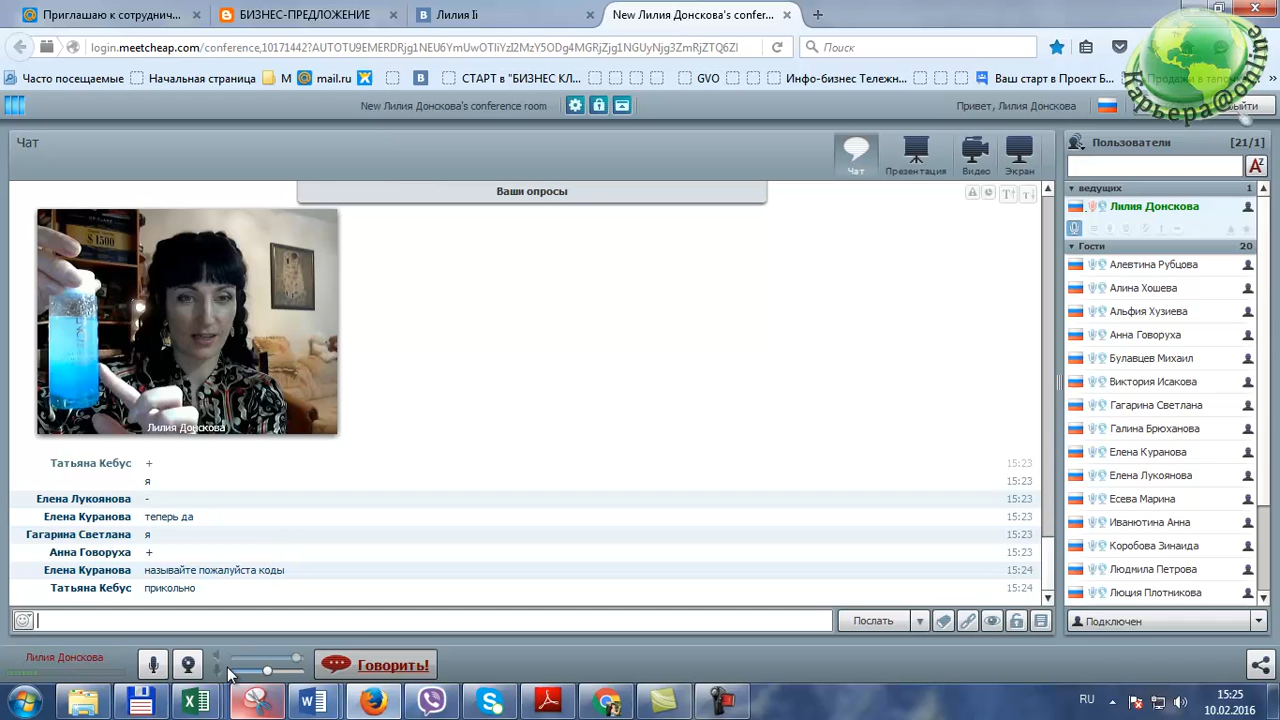 Приглашаю к сотруднич...
БИЗНЕС-ПРЕДЛОЖЕНИЕ
Лилия Ii
New Лилия Донскова's confer...
login.meetcheap.com/conference,10171442?AUTOTUEMERDRjg1NEU6YmUwOTIiYzI2MzY5ODg4MGRjZjg1NGUyNjg3ZmRjZTQ6ZI
Поиск
Часто посещаемые
Начальная страница
M
mail.ru
СТАРТ в "БИЗНЕС КЛ...
GVO
Инфо-бизнес Тележн...
Ваш старт в Проект Б...
Продажи в тапочк...
Карьера@online
New Лилия Донскова's conference room
Привет, Лилия Донскова
Выйти
Чат
Чат
Презентация
Видео
Экран
Ваши опросы
$ 1500
Лилия Донскова
Татьяна Кебус + 15:23
я 15:23
Елена Лукоянова - 15:23
Елена Куранова теперь да 15:23
Гагарина Светлана я 15:23
Анна Говоруха + 15:23
Елена Куранова называйте пожалуйста коды 15:24
Татьяна Кебус прикольно 15:24
Послать
Пользователи [21/1]
ведущих 1
Лилия Донскова
Гости 20
Алевтина Рубцова
Алина Хошева
Альфия Хузиева
Анна Говоруха
Булавцев Михаил
Виктория Исакова
Гагарина Светлана
Галина Брюханова
Елена Куранова
Елена Лукоянова
Есева Марина
Иванютина Анна
Коробова Зинаида
Людмила Петрова
Люция Плотникова
Подключен
Лилия Донскова
Говорить!
RU
15:25
10.02.2016